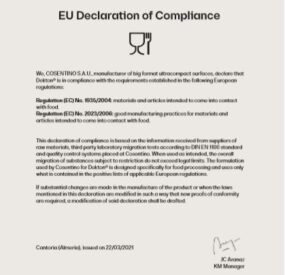 EU Declaration of Compliance
We, COSENTINO S.A.U., manufacturer of big format ultracompact surfaces, declare that
Dekton® is in compliance with the requirements established in the following European
regulations:
Regulation (EC) No. 1935/2004: materials and articles intended to come into contact
with food.
Regulation (EC) No. 2023/2006: good manufacturing practices for materials and
articles intended to come into contact with food.
This declaration of compliance is based on the information received from suppliers of
raw materials, third party laboratory migration tests according to DIN EN 1186 standard
and quality control systems placed at Cosentino. When used as intended, the overall
migration of substances subject to restriction do not exceed legal limits. The formulation
used by Cosentino for Dekton® is designed specifically for food processing and uses only
what is contained in the positive lists of applicable European regulations.
If substantial changes are made in the manufacture of the product or when the laws
mentioned in this declaration are modified in such a way that new proofs of conformity
are required, a modification of said declaration shall be drafted.
Cantoria (Almería), issued on 22/03/2021
JC Aranaz
KM Manager